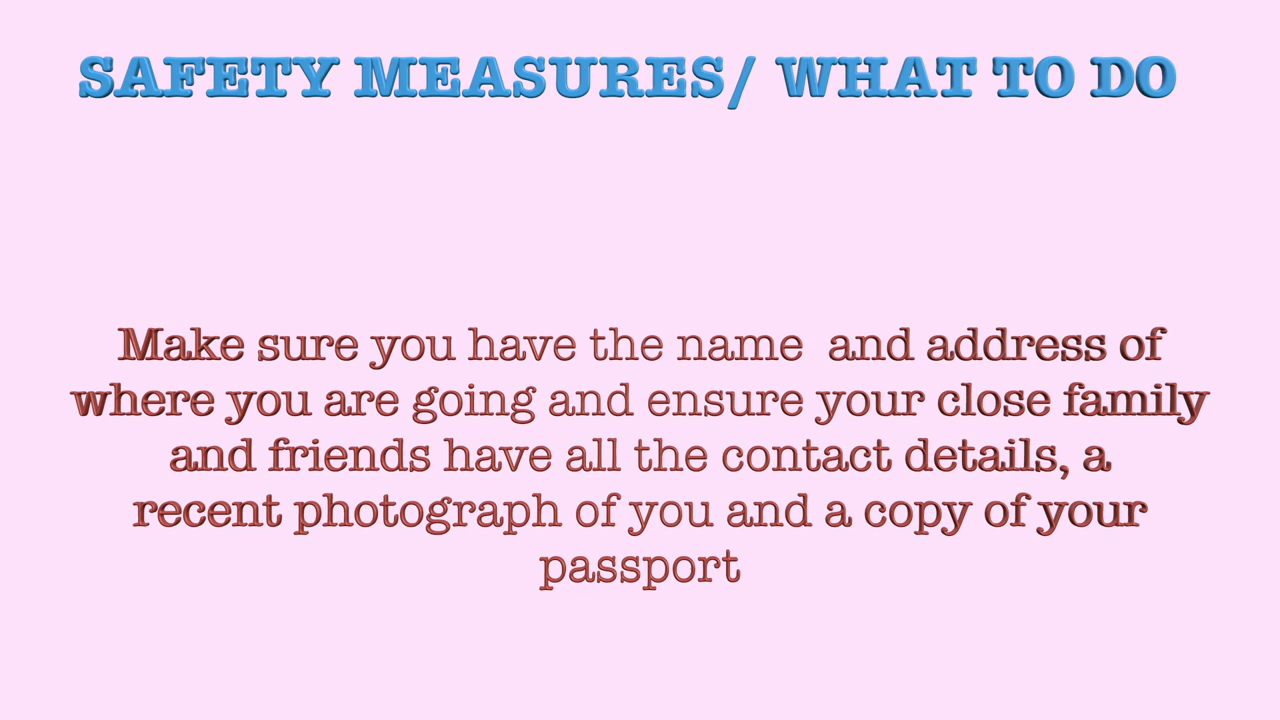 SAFETY MEASURES/ WHAT TO DO
Make sure you have the name  and address of
where you are going and ensure your close family
and friends have all the contact details, a
recent photograph of you and a copy of your
passport